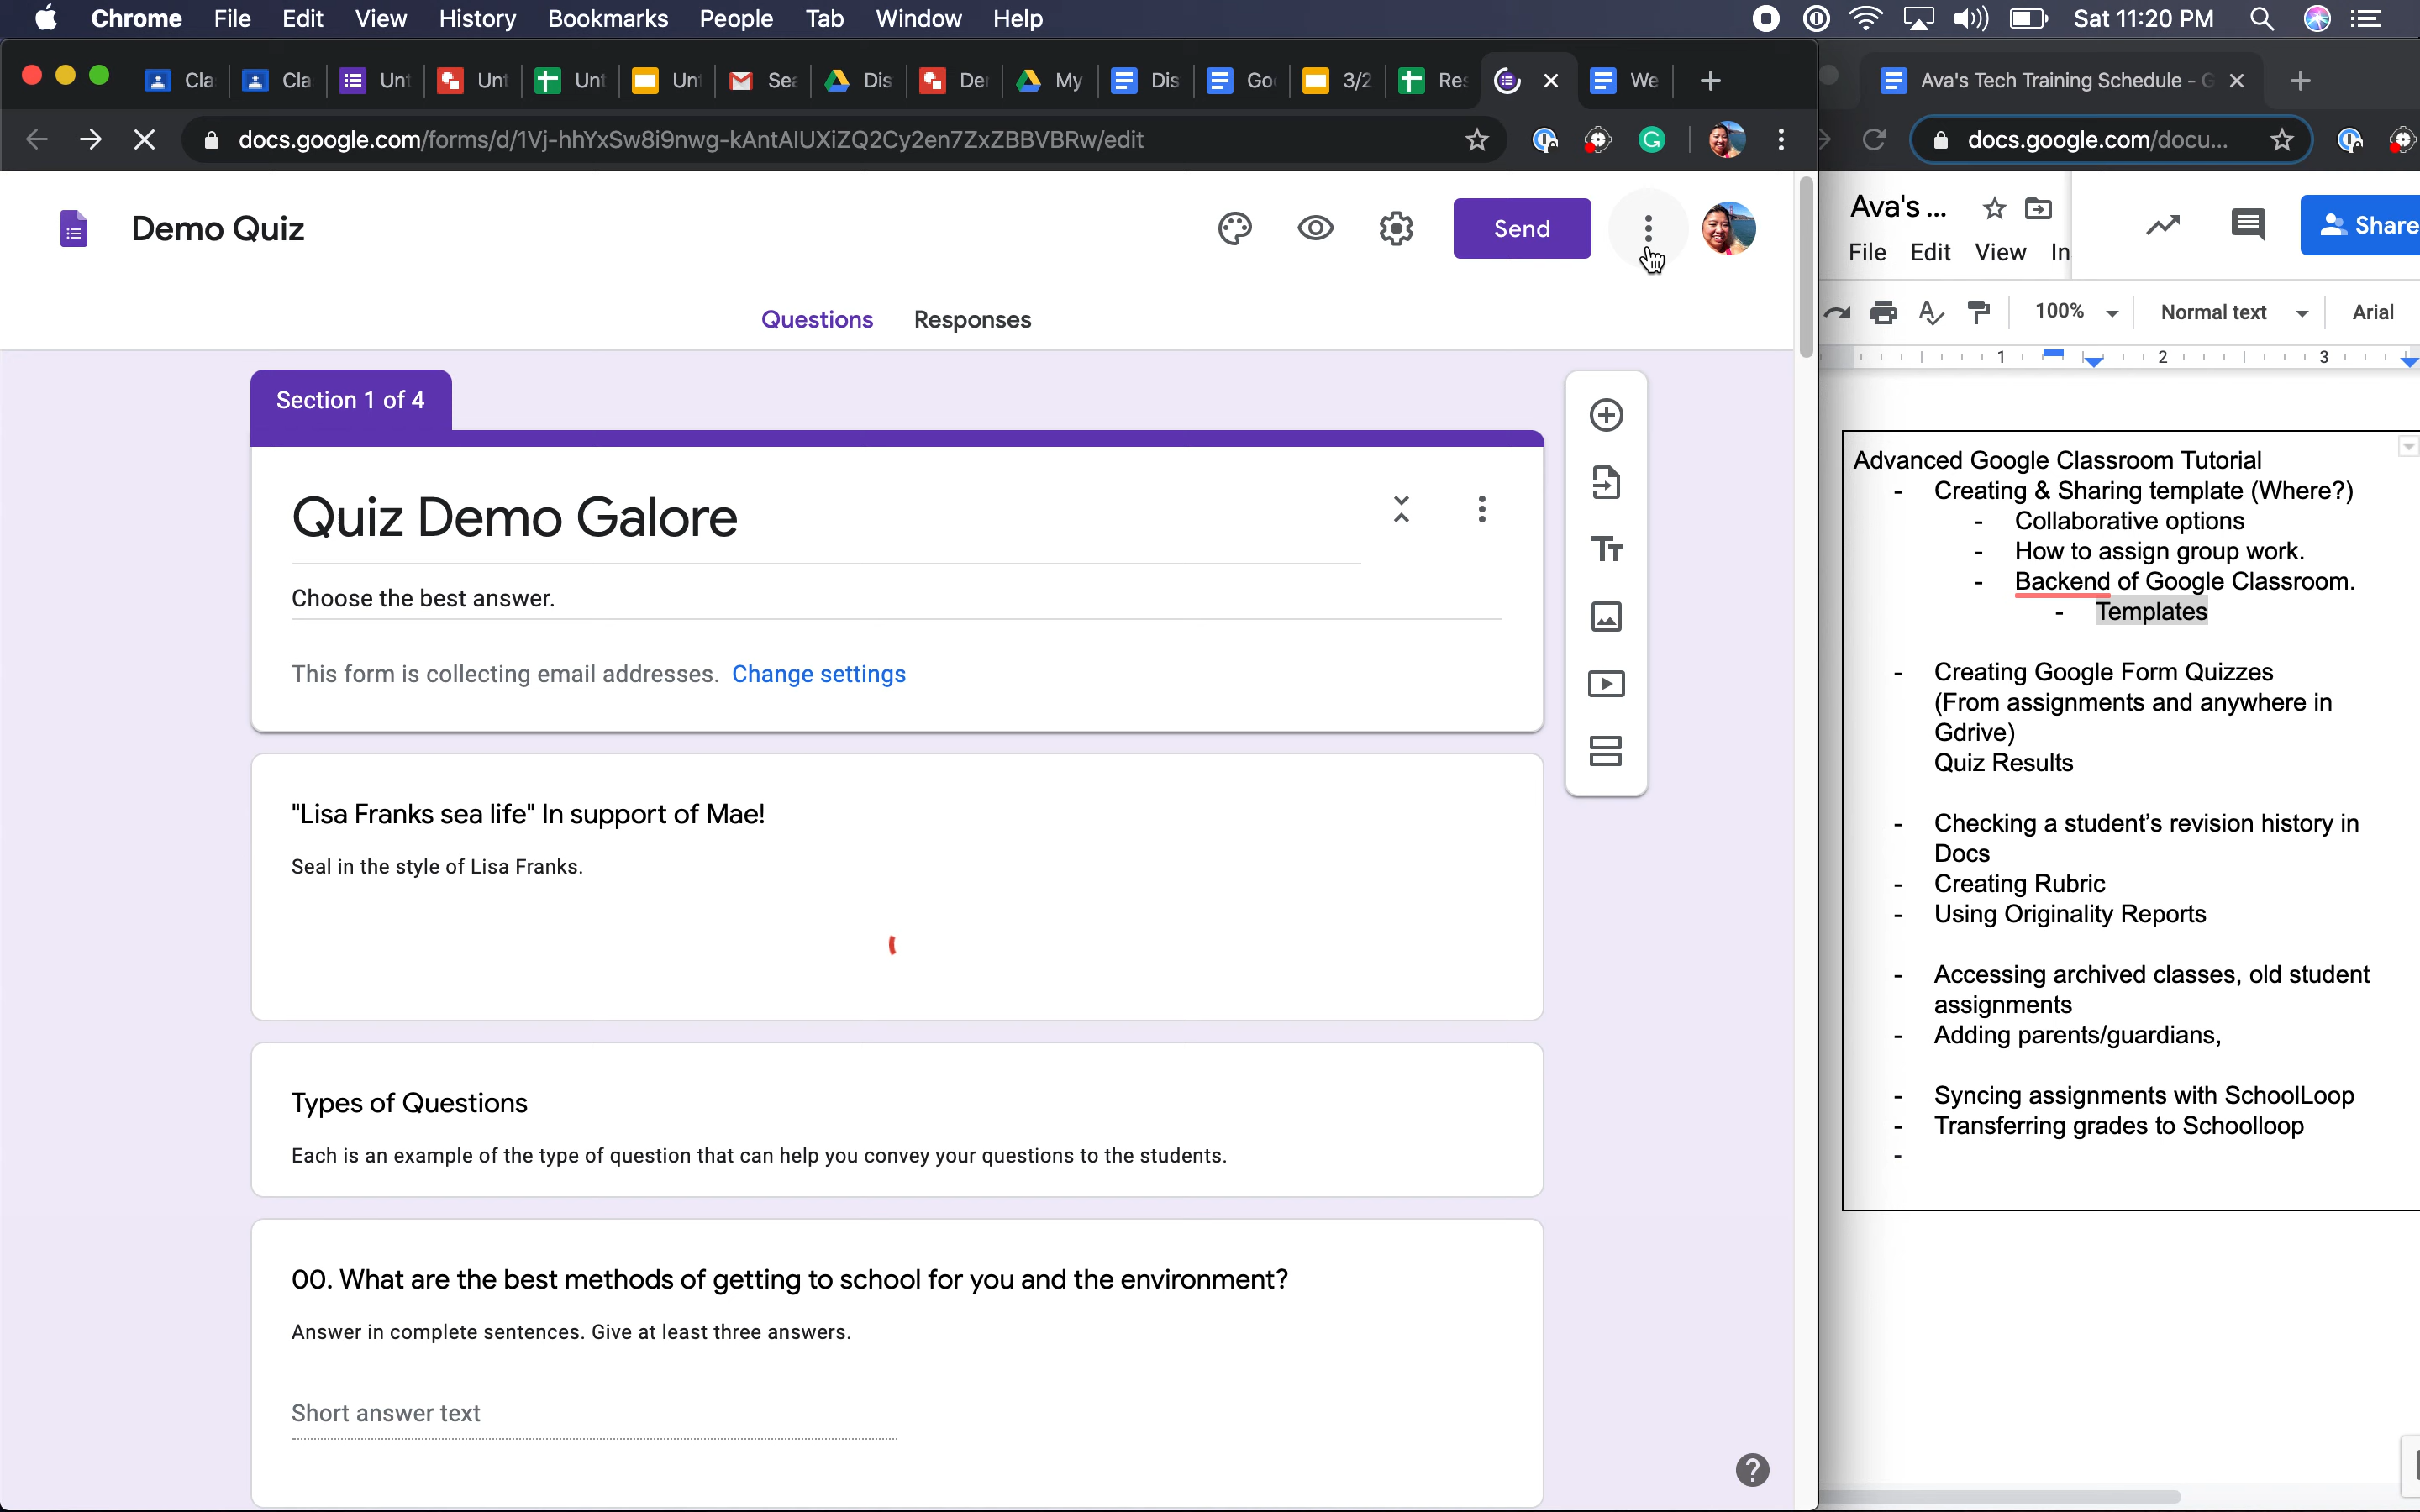 Chrome File Edit View History Bookmarks People Tab Window Help
Sat 11:20 PM
Cla Cla Unt Unt Unt Unt Sea Dis Der My Dis Goo 3/2 Res We
Ava's Tech Training Schedule - G
docs.google.com/forms/d/1Vj-hhYxSw8i9nwg-kAntAIUXiZQ2Cy2en7ZxZBBVBRw/edit
docs.google.com/docu...
Demo Quiz
Send
Questions Responses
Section 1 of 4
Quiz Demo Galore
Choose the best answer.
This form is collecting email addresses. Change settings
"Lisa Franks sea life" In support of Mae!
Seal in the style of Lisa Franks.
Types of Questions
Each is an example of the type of question that can help you convey your questions to the students.
00. What are the best methods of getting to school for you and the environment?
Answer in complete sentences. Give at least three answers.
Short answer text
Ava's ...
Share
File Edit View In
100% Normal text Arial
1 2 3
Advanced Google Classroom Tutorial
- Creating & Sharing template (Where?)
- Collaborative options
- How to assign group work.
- Backend of Google Classroom.
- Templates
- Creating Google Form Quizzes
(From assignments and anywhere in
Gdrive)
Quiz Results
- Checking a student's revision history in
Docs
- Creating Rubric
- Using Originality Reports
- Accessing archived classes, old student
assignments
- Adding parents/guardians,
- Syncing assignments with SchoolLoop
- Transferring grades to Schoolloop
-